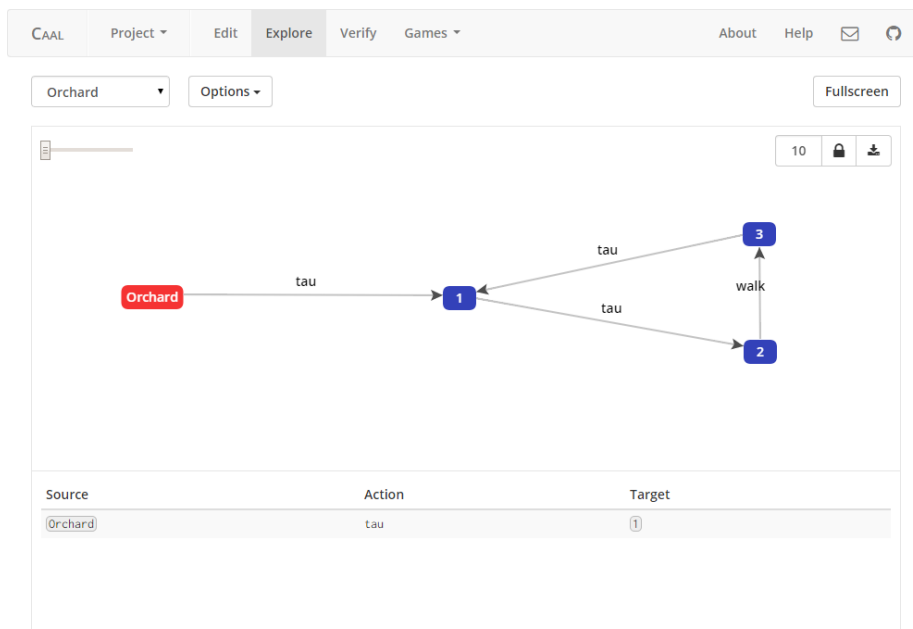 CAAL Project Edit Explore Verify Games About Help
Orchard Options Fullscreen
10
3
tau
walk
tau
Orchard
1
tau
2
Source Action Target
Orchard tau 1